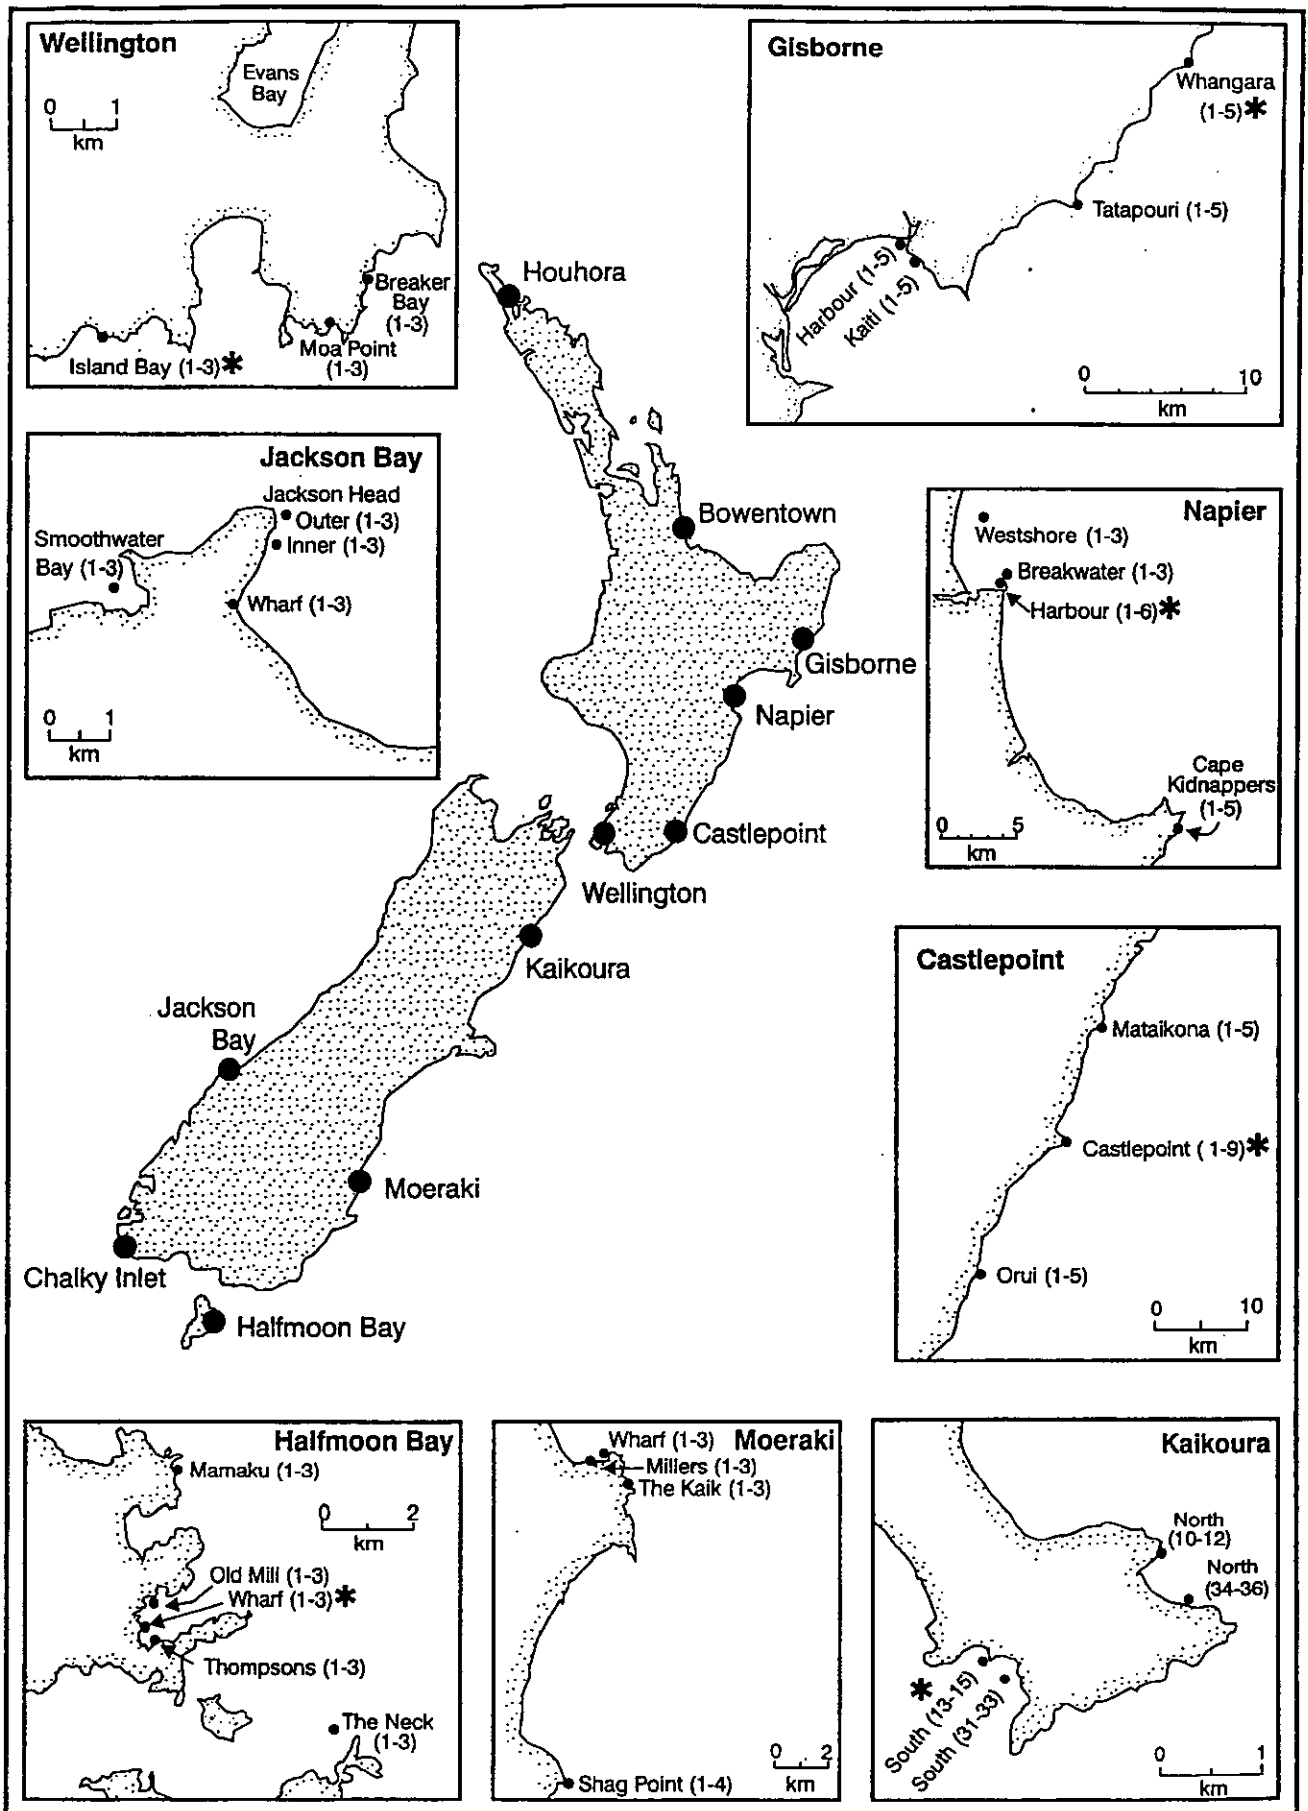 Wellington
Evans
Bay
0 1
km
Breaker
Bay
(1-3)
Moa Point
(1-3)
Island Bay (1-3)*
Gisborne
Whangara
(1-5)*
Tatapouri (1-5)
Harbour (1-5)
Kaiti (1-5)
0 10
km
Houhora
Bowentown
Gisborne
Napier
Castlepoint
Wellington
Kaikoura
Jackson
Bay
Moeraki
Chalky Inlet
Halfmoon Bay
Jackson Bay
Jackson Head
Outer (1-3)
Inner (1-3)
Smoothwater
Bay (1-3)
Wharf (1-3)
0 1
km
Napier
Westshore (1-3)
Breakwater (1-3)
Harbour (1-6)*
Cape
Kidnappers
(1-5)
0 5
km
Castlepoint
Mataikona (1-5)
Castlepoint ( 1-9)*
Orui (1-5)
0 10
km
Halfmoon Bay
Mamaku (1-3)
0 2
km
Old Mill (1-3)
Wharf (1-3)*
Thompsons (1-3)
The Neck
(1-3)
Moeraki
Wharf (1-3)
Millers (1-3)
The Kaik (1-3)
0 2
km
Shag Point (1-4)
Kaikoura
North
(10-12)
North
(34-36)
*
South (13-15)
South (31-33)
0 1
km